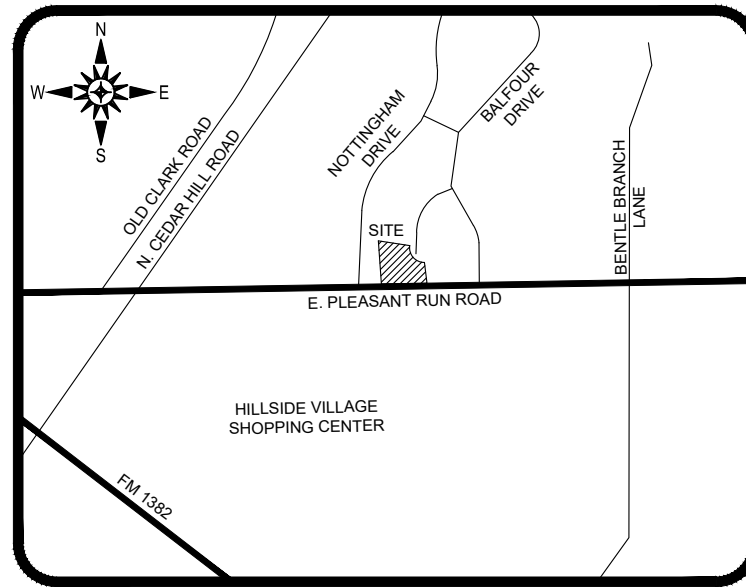 N
W
E
S
OLD CLARK ROAD
N. CEDAR HILL ROAD
NOTTINGHAM
DRIVE
BALFOUR
DRIVE
BENTLE BRANCH
LANE
SITE
E. PLEASANT RUN ROAD
HILLSIDE VILLAGE
SHOPPING CENTER
FM 1382